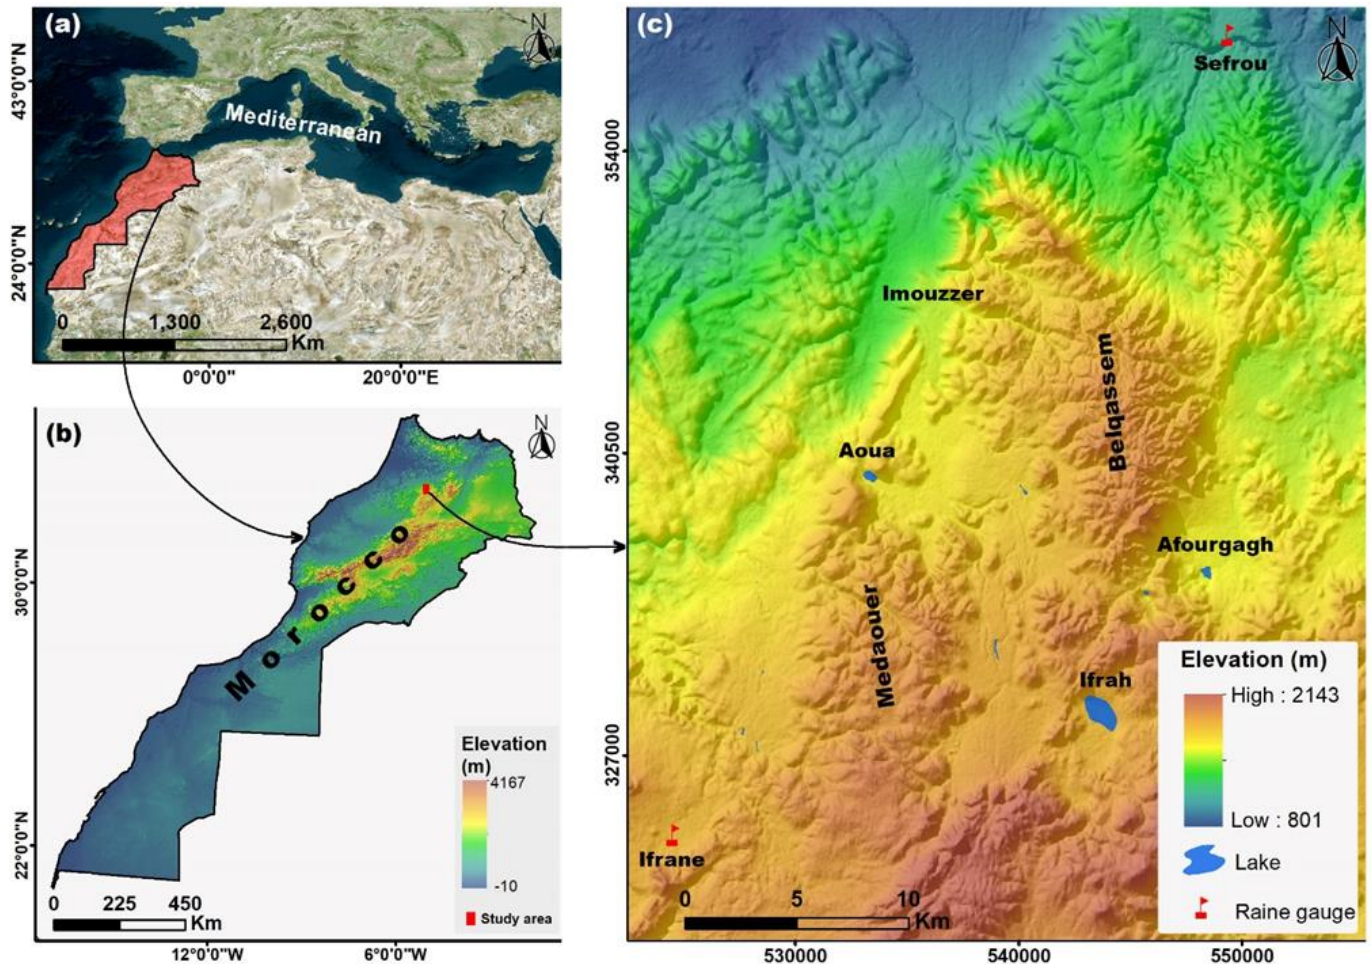 (a)
N
Mediterranean
43°0'0"N
24°0'0"N
0 1,300 2,600
Km
0°0'0" 20°0'0"E
(b)
N
Morocco
30°0'0"N
22°0'0"N
Elevation
(m)
4167
-10
Study area
0 225 450
Km
12°0'0"W 6°0'0"W
(c)
N
Sefrou
354000
Imouzzer
Belqassem
Aoua
340500
Afourgagh
Medaouer
Ifrah
327000
Ifrane
0 5 10
Km
530000 540000 550000
Elevation (m)
High : 2143
Low : 801
Lake
Raine gauge